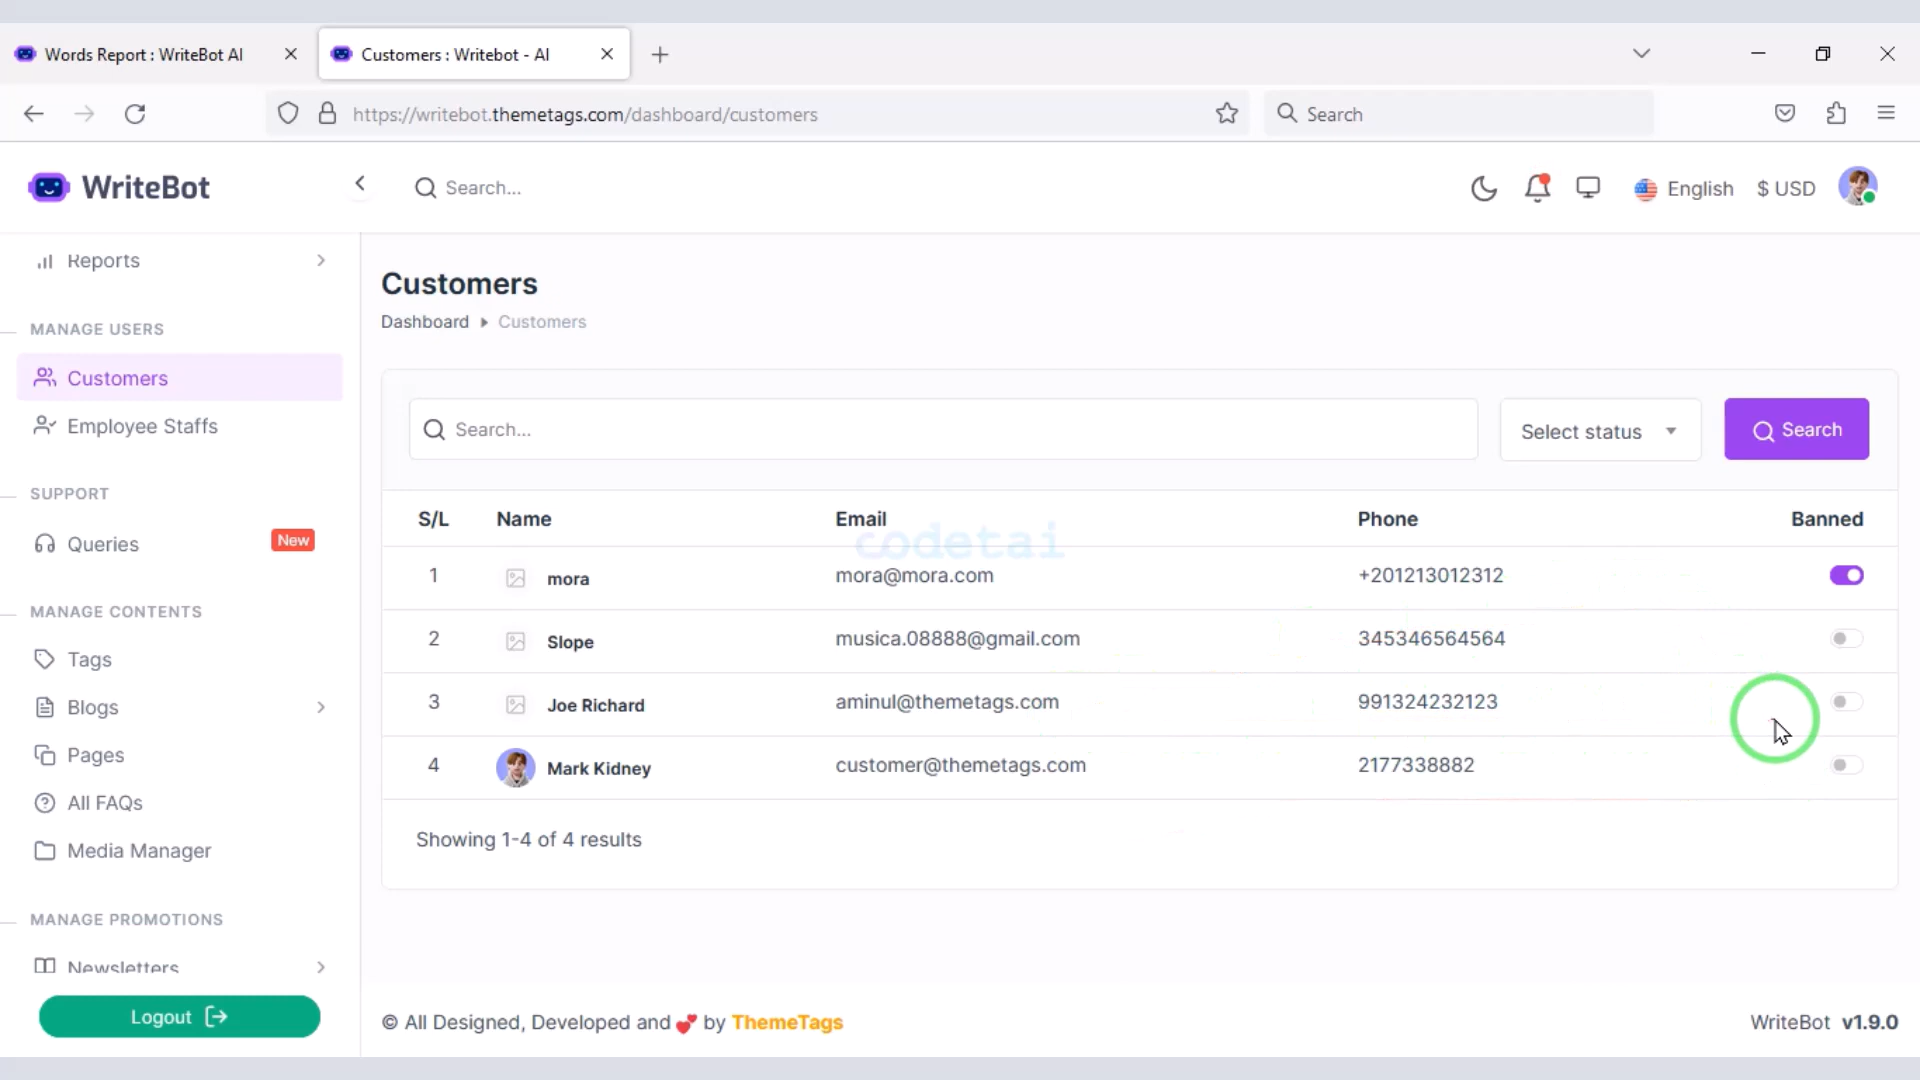 Words Report : WriteBot AI
Customers : Writebot - AI
https://writebot.themetags.com/dashboard/customers
Search
WriteBot
Search...
English
$ USD
Reports
MANAGE USERS
Customers
Employee Staffs
SUPPORT
Queries
New
MANAGE CONTENTS
Tags
Blogs
Pages
All FAQs
Media Manager
MANAGE PROMOTIONS
Newsletters
Logout
Customers
Dashboard Customers
Search...
Select status
Search
S/L Name Email Phone Banned
codetai
1 mora mora@mora.com +201213012312
2 Slope musica.08888@gmail.com 345346564564
3 Joe Richard aminul@themetags.com 991324232123
4 Mark Kidney customer@themetags.com 2177338882
Showing 1-4 of 4 results
© All Designed, Developed and 💕 by ThemeTags
WriteBot v1.9.0